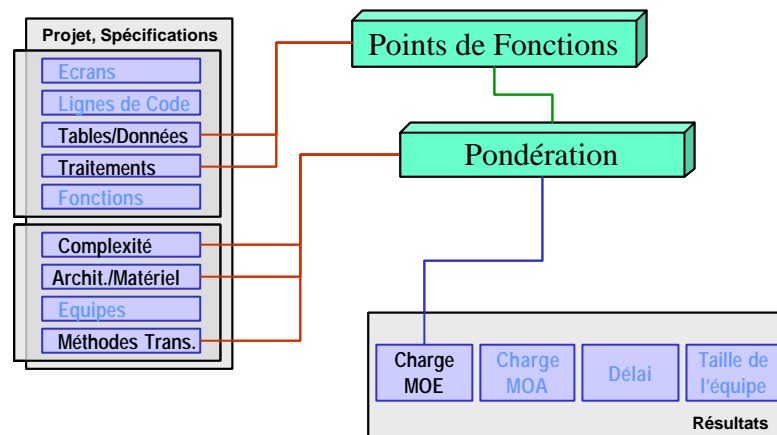 Projet, Spécifications
Ecrans
Lignes de Code
Tables/Données
Traitements
Fonctions
Complexité
Archit./Matériel
Equipes
Méthodes Trans.
Points de Fonctions
Pondération
Charge
MOE
Charge
MOA
Délai
Taille de
l'équipe
Résultats